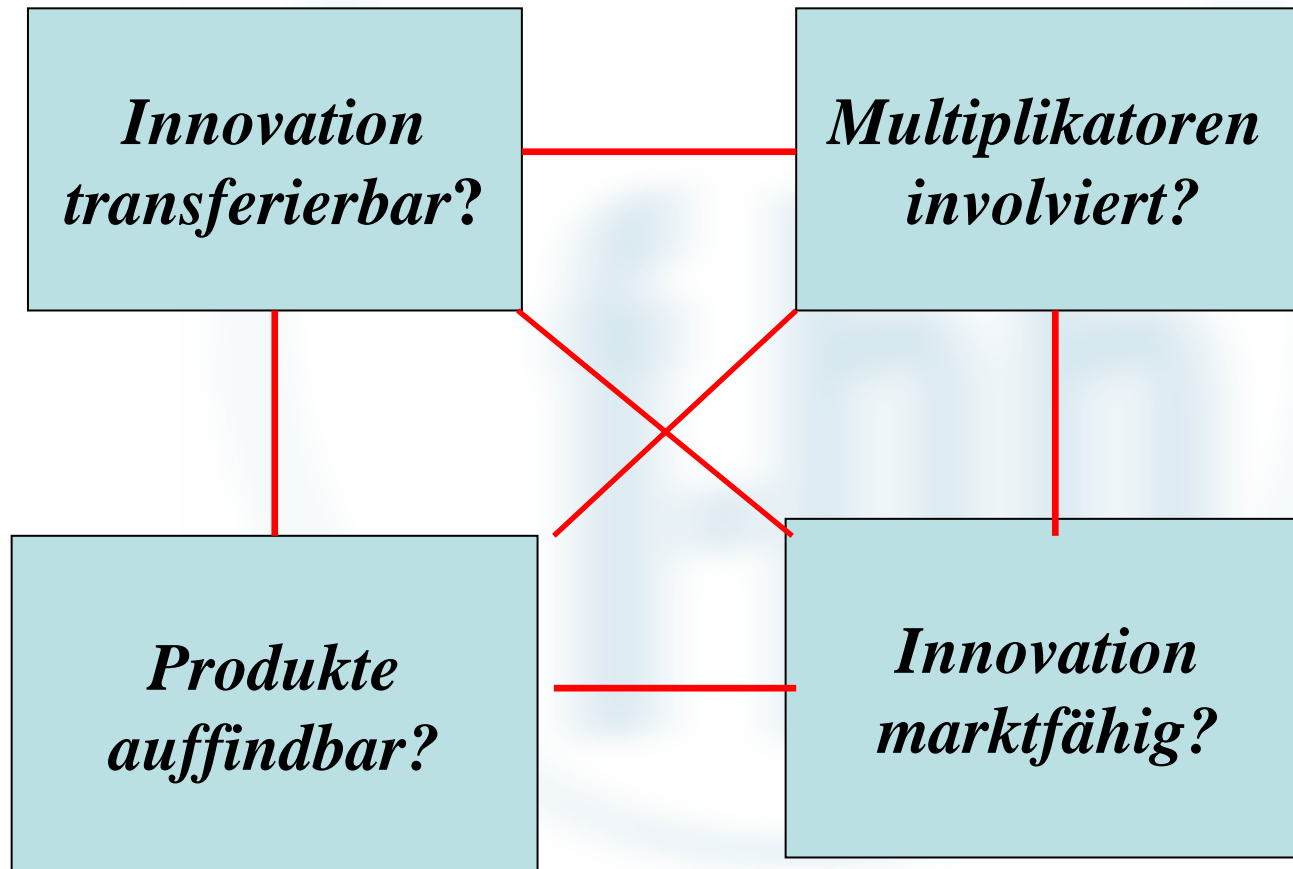 Innovation
transferierbar?
Multiplikatoren
involviert?
Produkte
auffindbar?
Innovation
marktfähig?